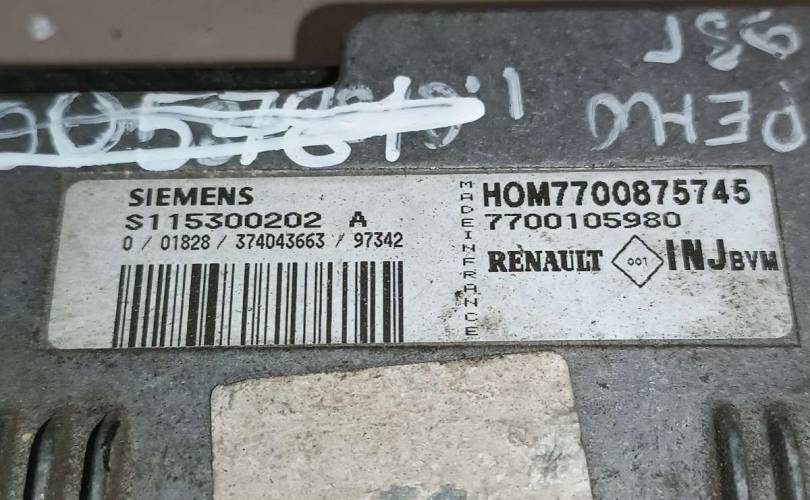 SIEMENS
S115300202 A
0 / 01828 / 374043663 / 97342
MADE IN FRANCE
HOM7700875745
7700105980
RENAULT 001 INJ BVM